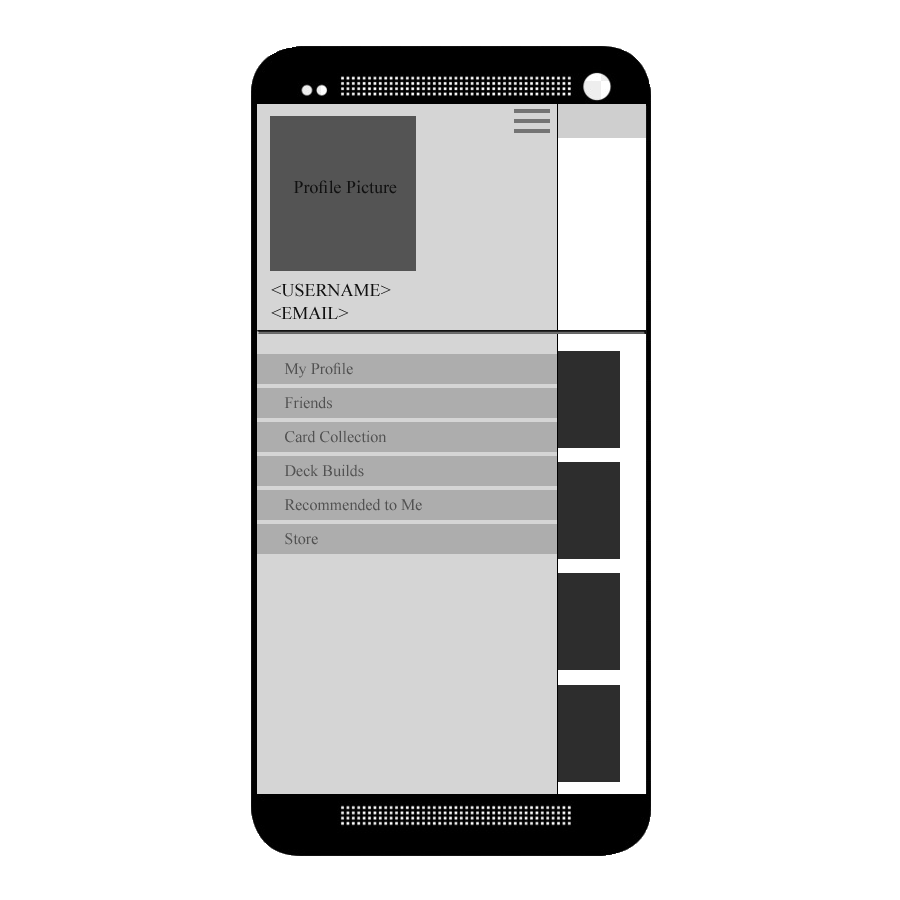 Profile Picture
<USERNAME>
<EMAIL>
My Profile
Friends
Card Collection
Deck Builds
Recommended to Me
Store